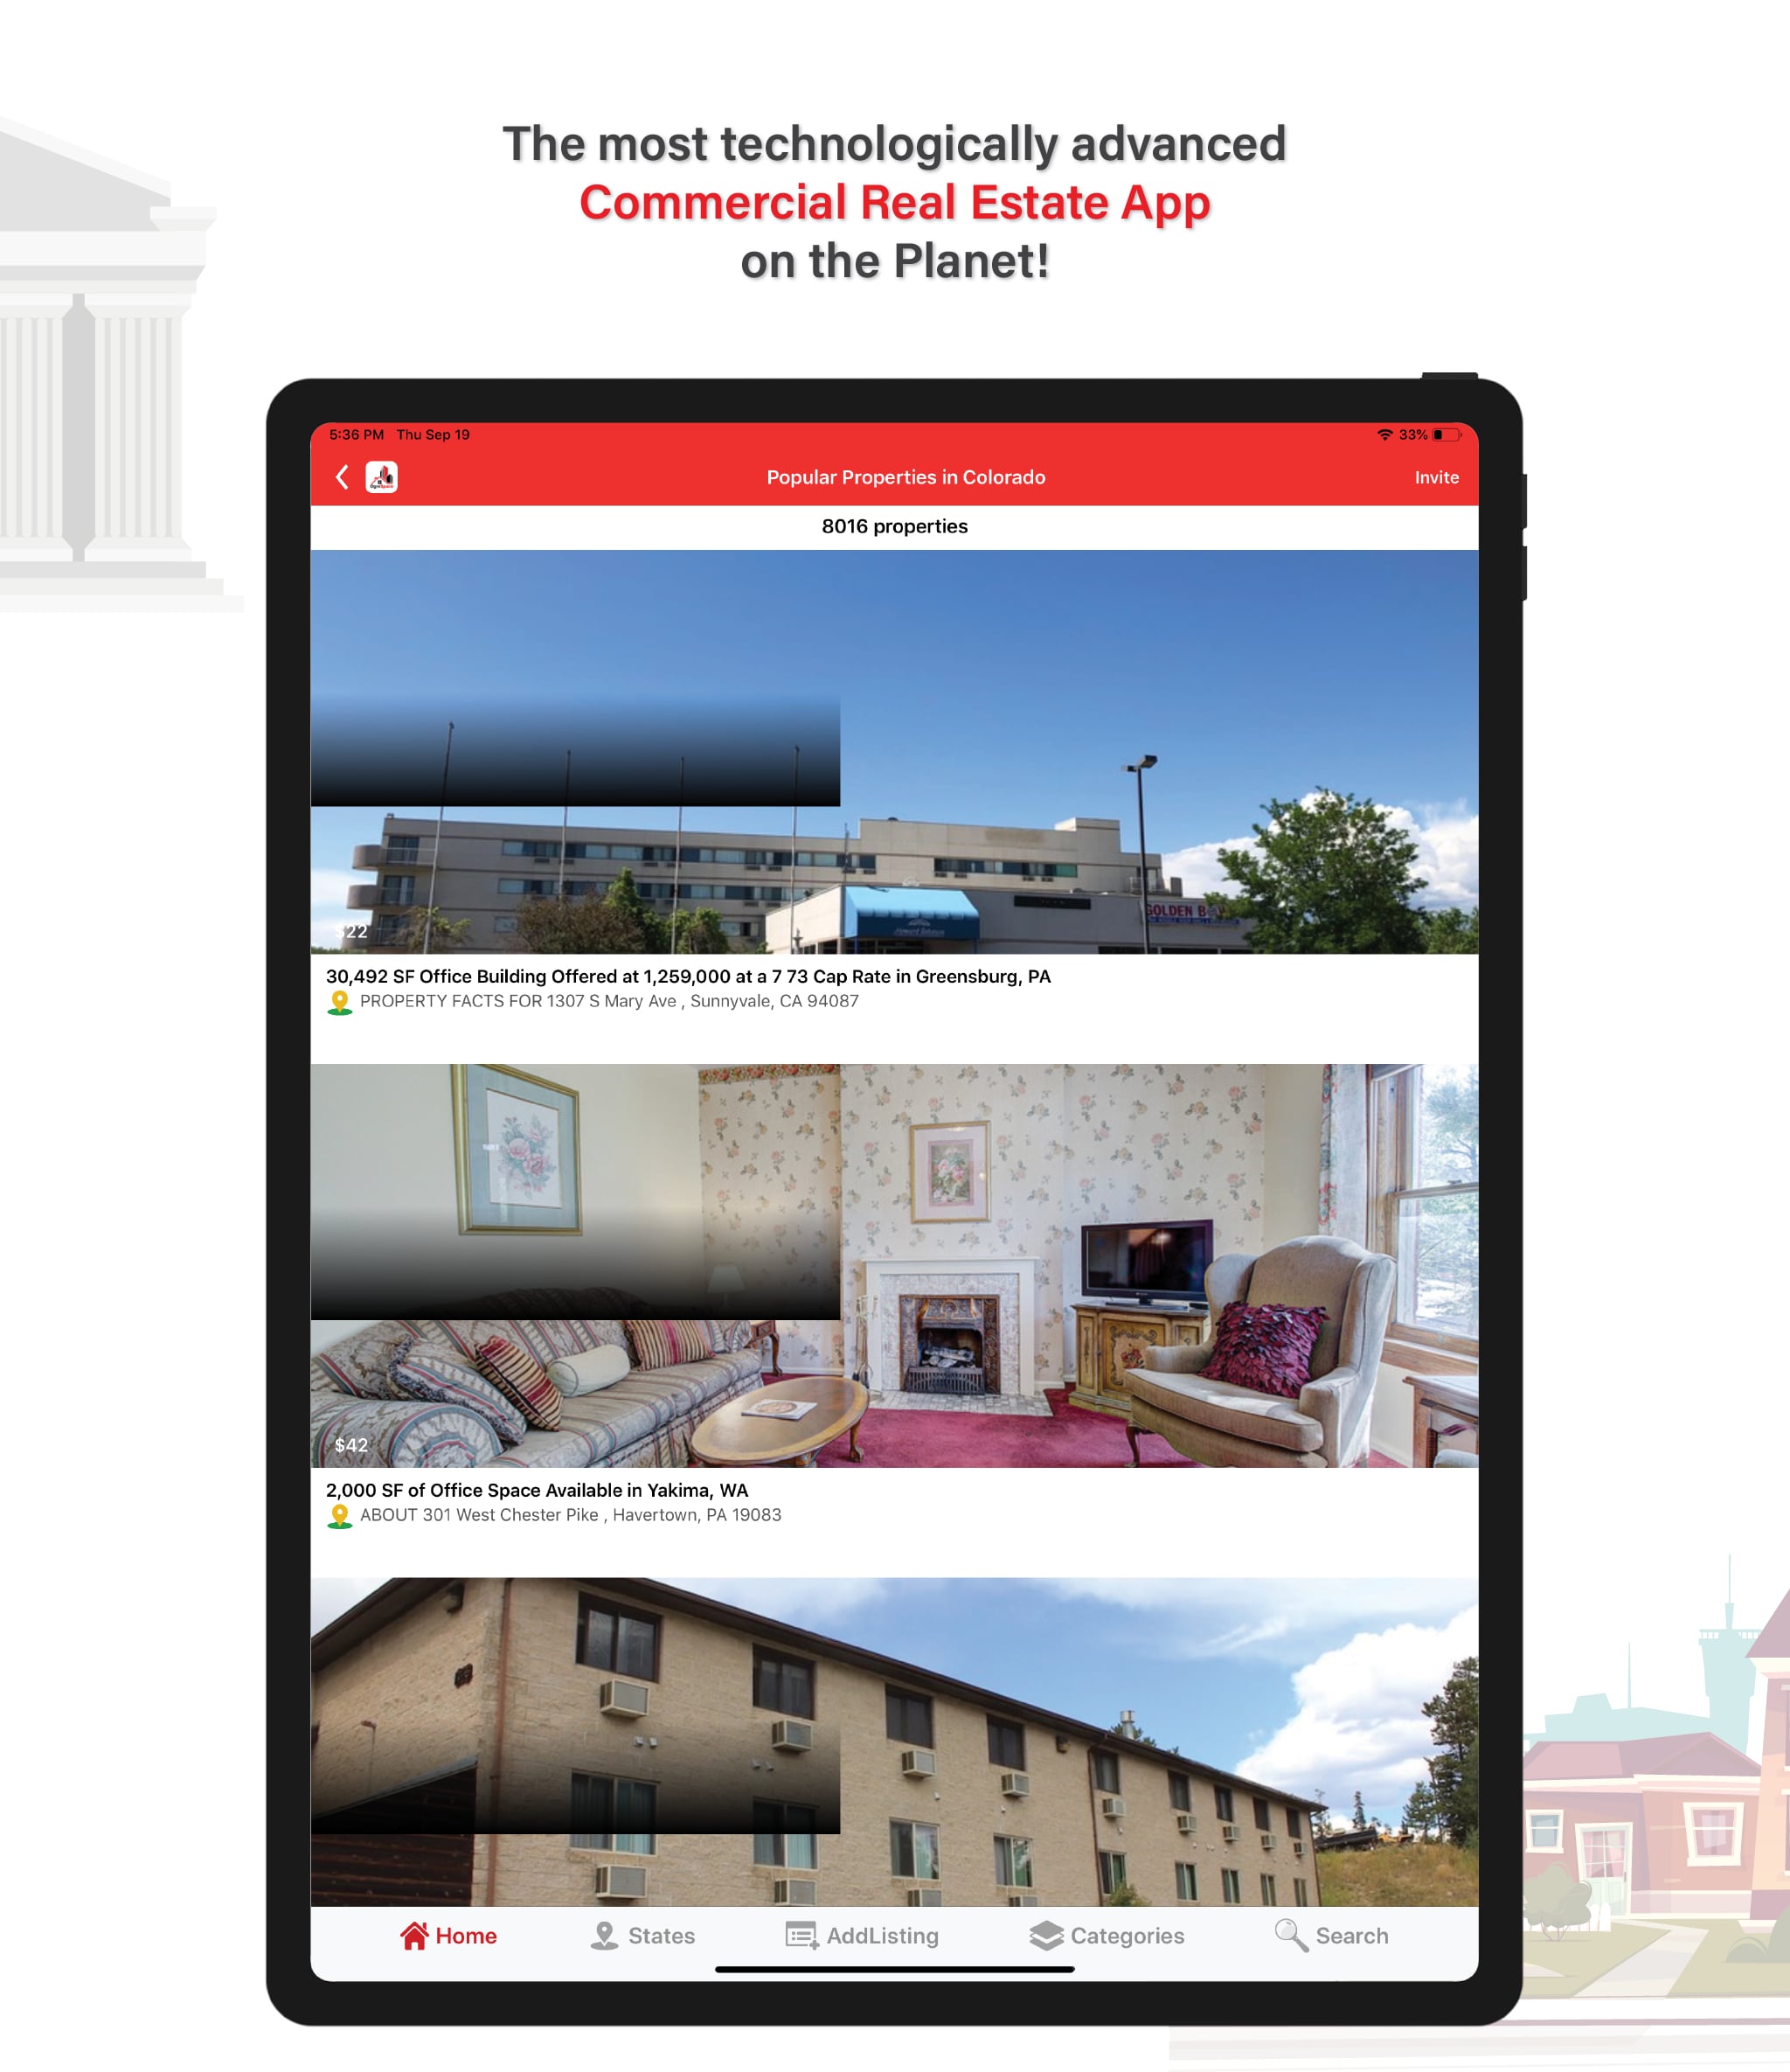 The most technologically advanced
Commercial Real Estate App
on the Planet!
5:36 PM Thu Sep 19
33%
Popular Properties in Colorado
Invite
8016 properties
GOLDEN
$22
30,492 SF Office Building Offered at 1,259,000 at a 7 73 Cap Rate in Greensburg, PA
PROPERTY FACTS FOR 1307 S Mary Ave , Sunnyvale, CA 94087
$42
2,000 SF of Office Space Available in Yakima, WA
ABOUT 301 West Chester Pike , Havertown, PA 19083
Home
States
AddListing
Categories
Search